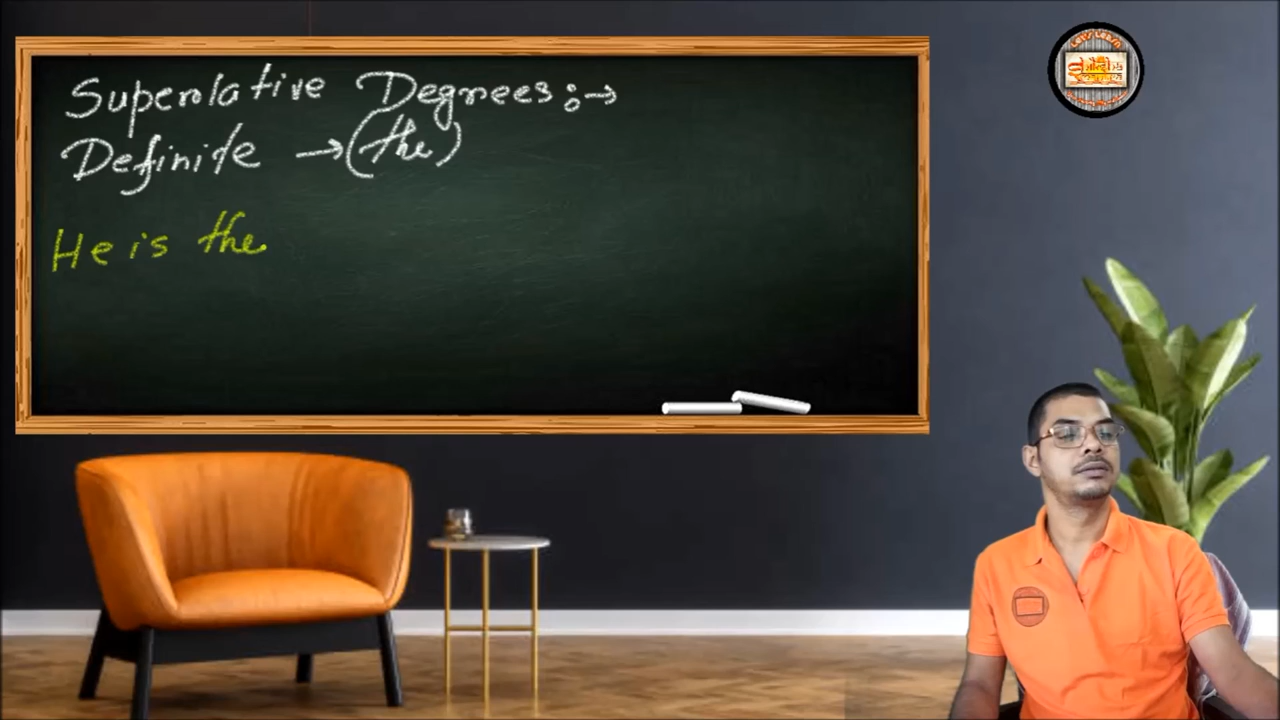 Superlative Degrees:→
Definite → (the)
He is the